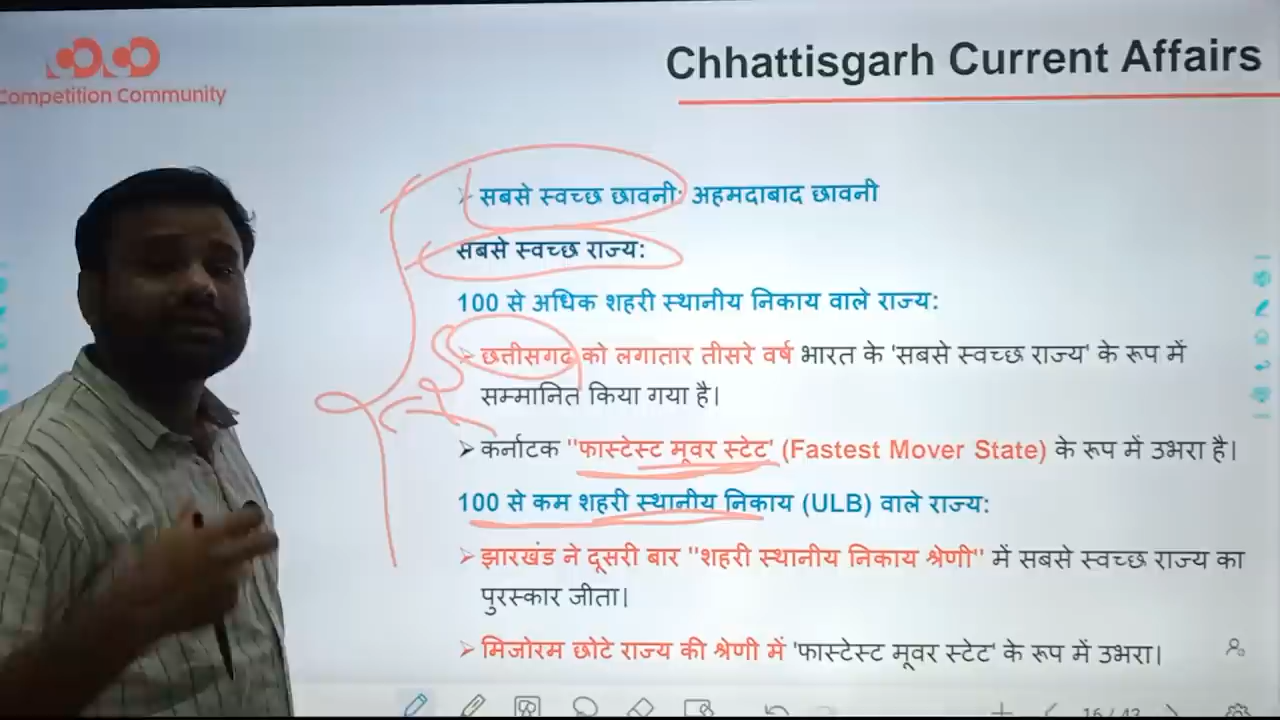 Competition Community
Chhattisgarh Current Affairs
➢ सबसे स्वच्छ छावनी: अहमदाबाद छावनी
सबसे स्वच्छ राज्य:
100 से अधिक शहरी स्थानीय निकाय वाले राज्य:
➢ छत्तीसगढ़ को लगातार तीसरे वर्ष भारत के 'सबसे स्वच्छ राज्य' के रूप में
सम्मानित किया गया है।
➢ कर्नाटक "फास्टेस्ट मूवर स्टेट' (Fastest Mover State) के रूप में उभरा है।
100 से कम शहरी स्थानीय निकाय (ULB) वाले राज्य:
➢ झारखंड ने दूसरी बार "शहरी स्थानीय निकाय श्रेणी" में सबसे स्वच्छ राज्य का
पुरस्कार जीता।
➢ मिजोरम छोटे राज्य की श्रेणी में 'फास्टेस्ट मूवर स्टेट' के रूप में उभरा।